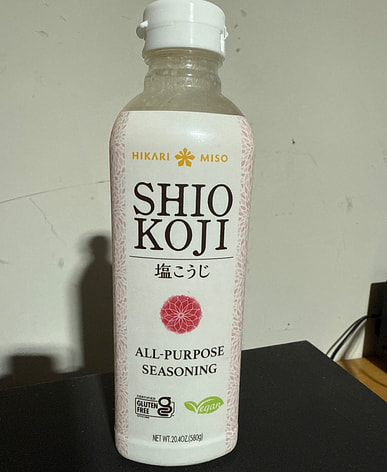 HIKARI MISO
SHIO
KOJI
塩こうじ
ALL-PURPOSE
SEASONING
CERTIFIED
GLUTEN
FREE
Vegan
NET WT. 20.4OZ. (580g)